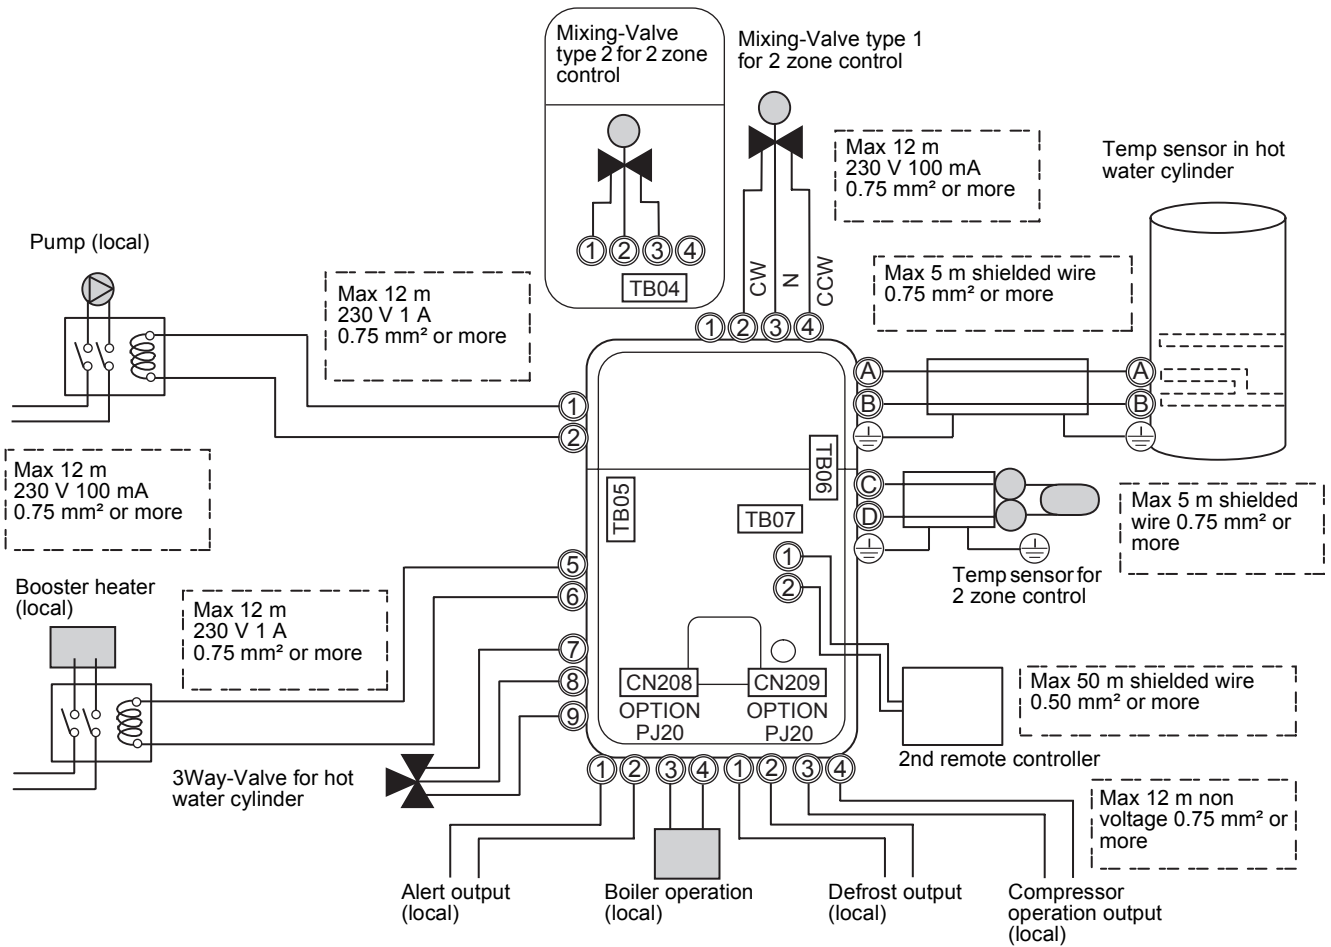 Mixing-Valve
type 2 for 2 zone
control
1 2 3 4
TB04
Mixing-Valve type 1
for 2 zone control
CW
N
CCW
1 2 3 4
Max 12 m
230 V 100 mA
0.75 mm² or more
Temp sensor in hot
water cylinder
Max 5 m shielded wire
0.75 mm² or more
Pump (local)
Max 12 m
230 V 1 A
0.75 mm² or more
1
2
A
B
A
B
Max 12 m
230 V 100 mA
0.75 mm² or more
TB05
TB06
TB07
C
D
Max 5 m shielded
wire 0.75 mm² or
more
Temp sensor for
2 zone control
1
2
Booster heater
(local)
Max 12 m
230 V 1 A
0.75 mm² or more
5
6
7
8
9
CN208
OPTION
PJ20
CN209
OPTION
PJ20
Max 50 m shielded wire
0.50 mm² or more
2nd remote controller
3Way-Valve for hot
water cylinder
1 2 3 4 1 2 3 4
Max 12 m non
voltage 0.75 mm² or
more
Alert output
(local)
Boiler operation
(local)
Defrost output
(local)
Compressor
operation output
(local)